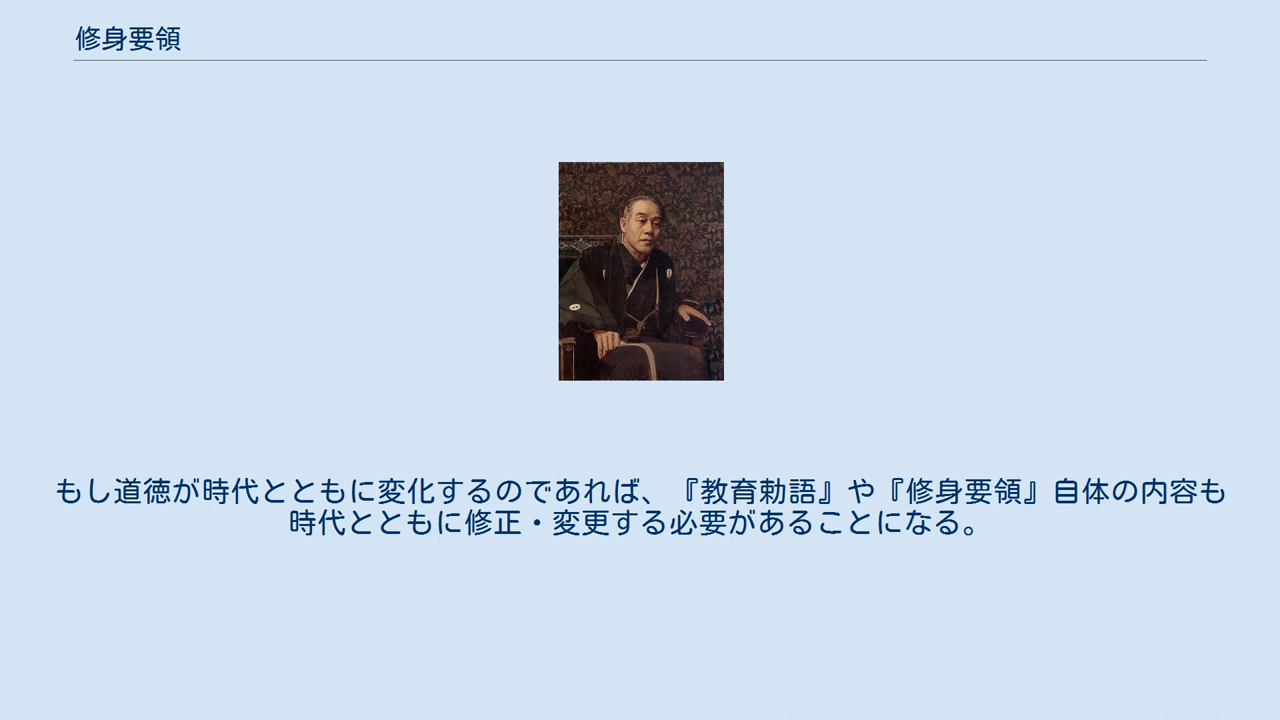 修身要領
もし道徳が時代とともに変化するのであれば、『教育勅語』や『修身要領』自体の内容も
時代とともに修正・変更する必要があることになる。